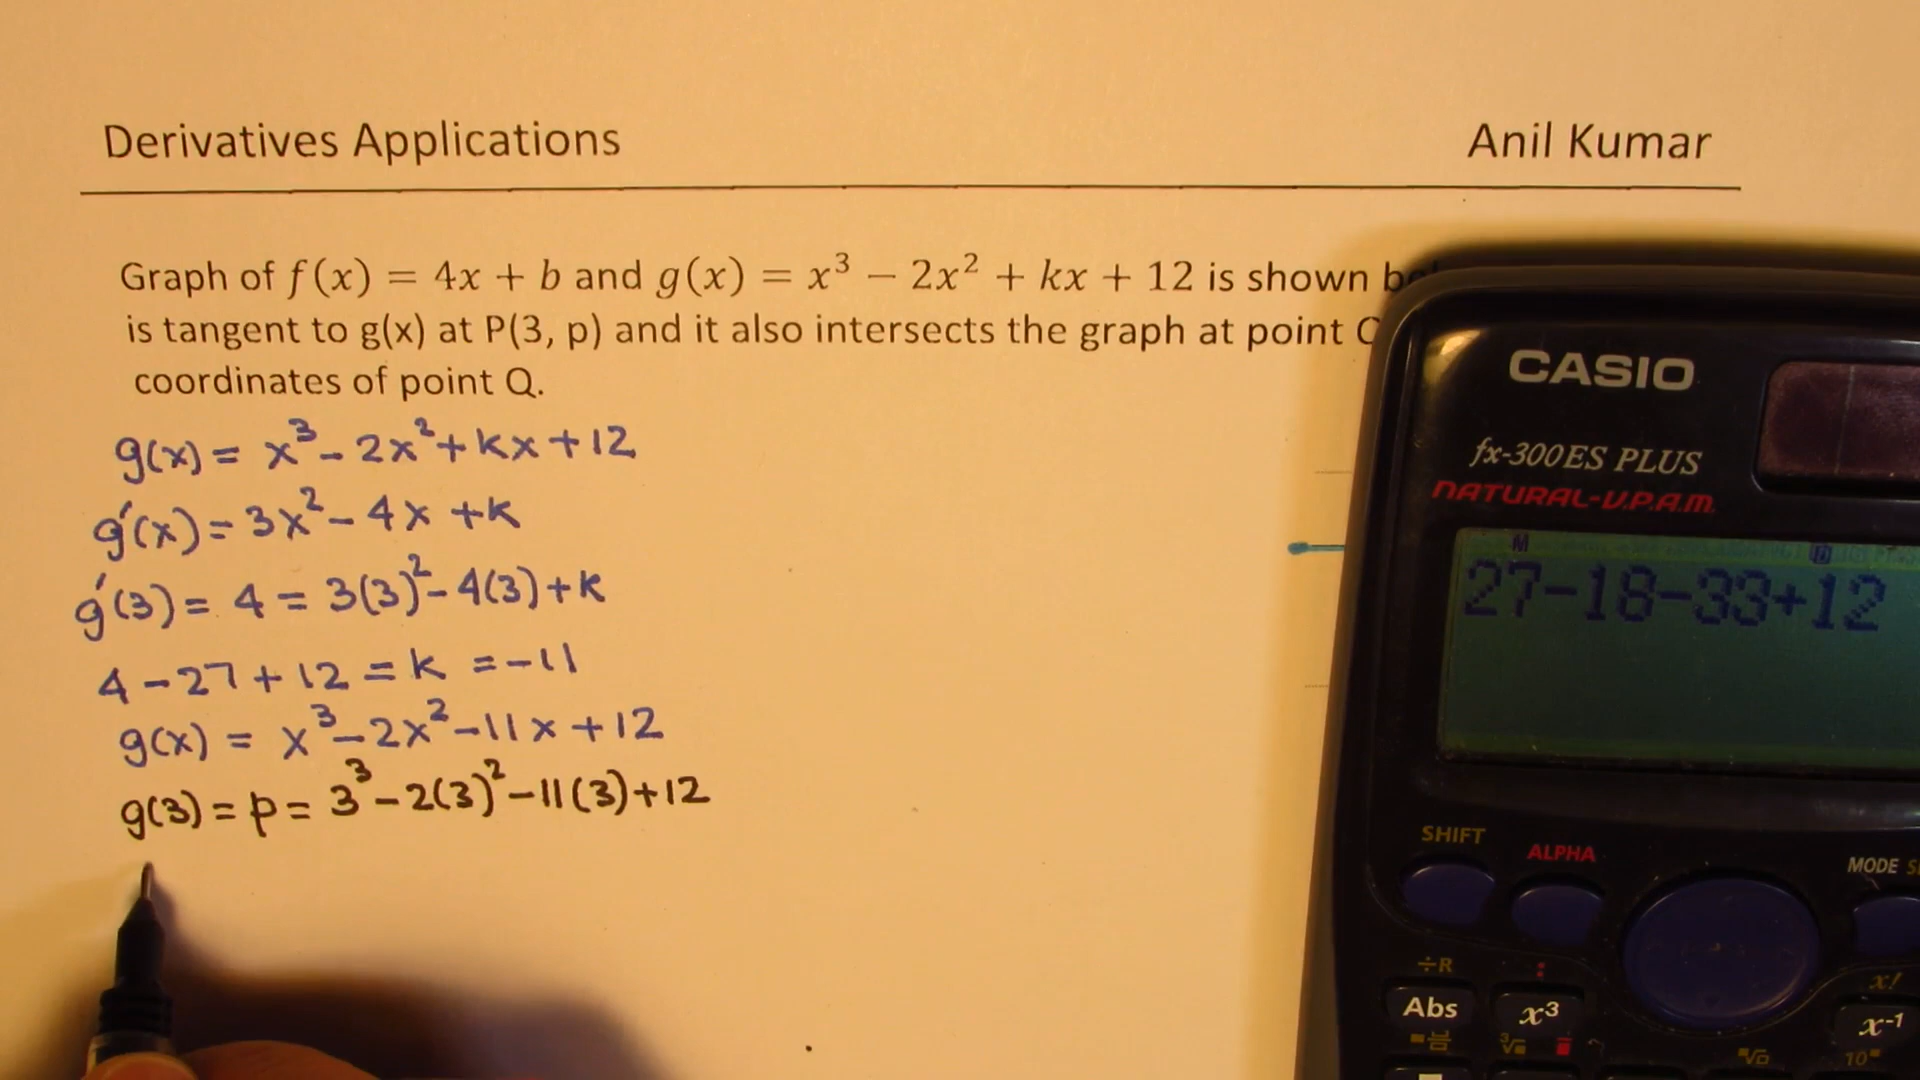 Derivatives Applications Anil Kumar
Graph of f(x) = 4x + b and g(x) = x³ − 2x² + kx + 12 is shown
is tangent to g(x) at P(3, p) and it also intersects the graph at point
coordinates of point Q.
g(x) = x³ - 2x² + kx + 12
g'(x) = 3x² - 4x + k
g'(3) = 4 = 3(3)² - 4(3) + k
4 - 27 + 12 = k = -11
g(x) = x³ - 2x² - 11x + 12
g(3) = p = 3³ - 2(3)² - 11(3) + 12
CASIO
fx-300ES PLUS
NATURAL-V.P.A.M.
M D
27-18-33+12
SHIFT
ALPHA
MODE
÷R :
Abs x³
x!
x⁻¹
³√
10